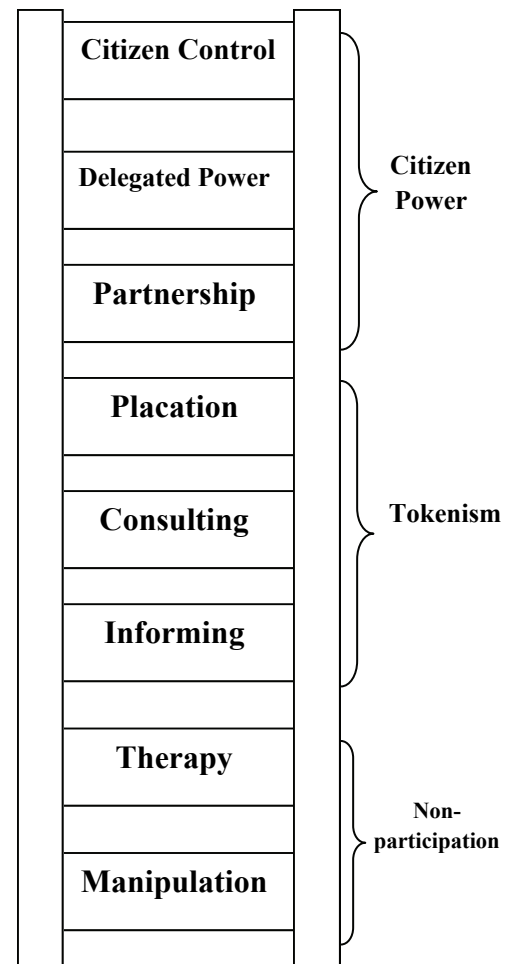 Citizen Control
Delegated Power
Partnership
Citizen
Power
Placation
Consulting
Informing
Tokenism
Therapy
Manipulation
Non-
participation